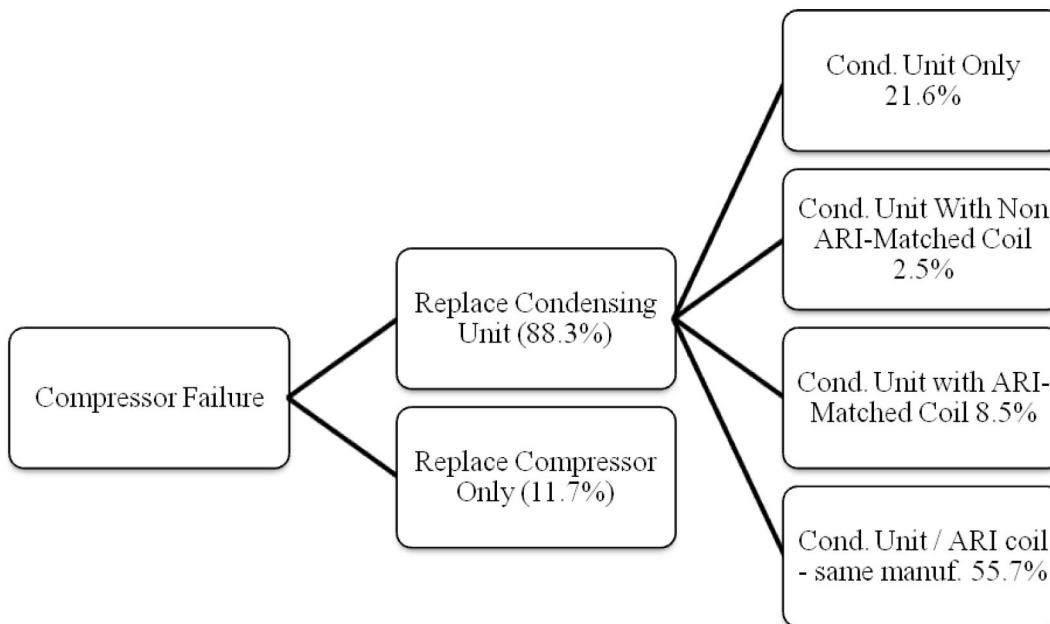 Compressor Failure
Replace Condensing
Unit (88.3%)
Replace Compressor
Only (11.7%)
Cond. Unit Only
21.6%
Cond. Unit With Non
ARI-Matched Coil
2.5%
Cond. Unit with ARI-
Matched Coil 8.5%
Cond. Unit / ARI coil
- same manuf. 55.7%